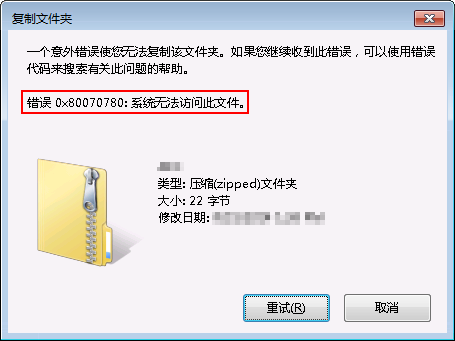 复制文件夹
一个意外错误使您无法复制该文件夹。如果您继续收到此错误，可以使用错误
代码来搜索有关此问题的帮助。
错误 0x80070780: 系统无法访问此文件。
类型: 压缩(zipped)文件夹
大小: 22 字节
修改日期:
重试(R)
取消